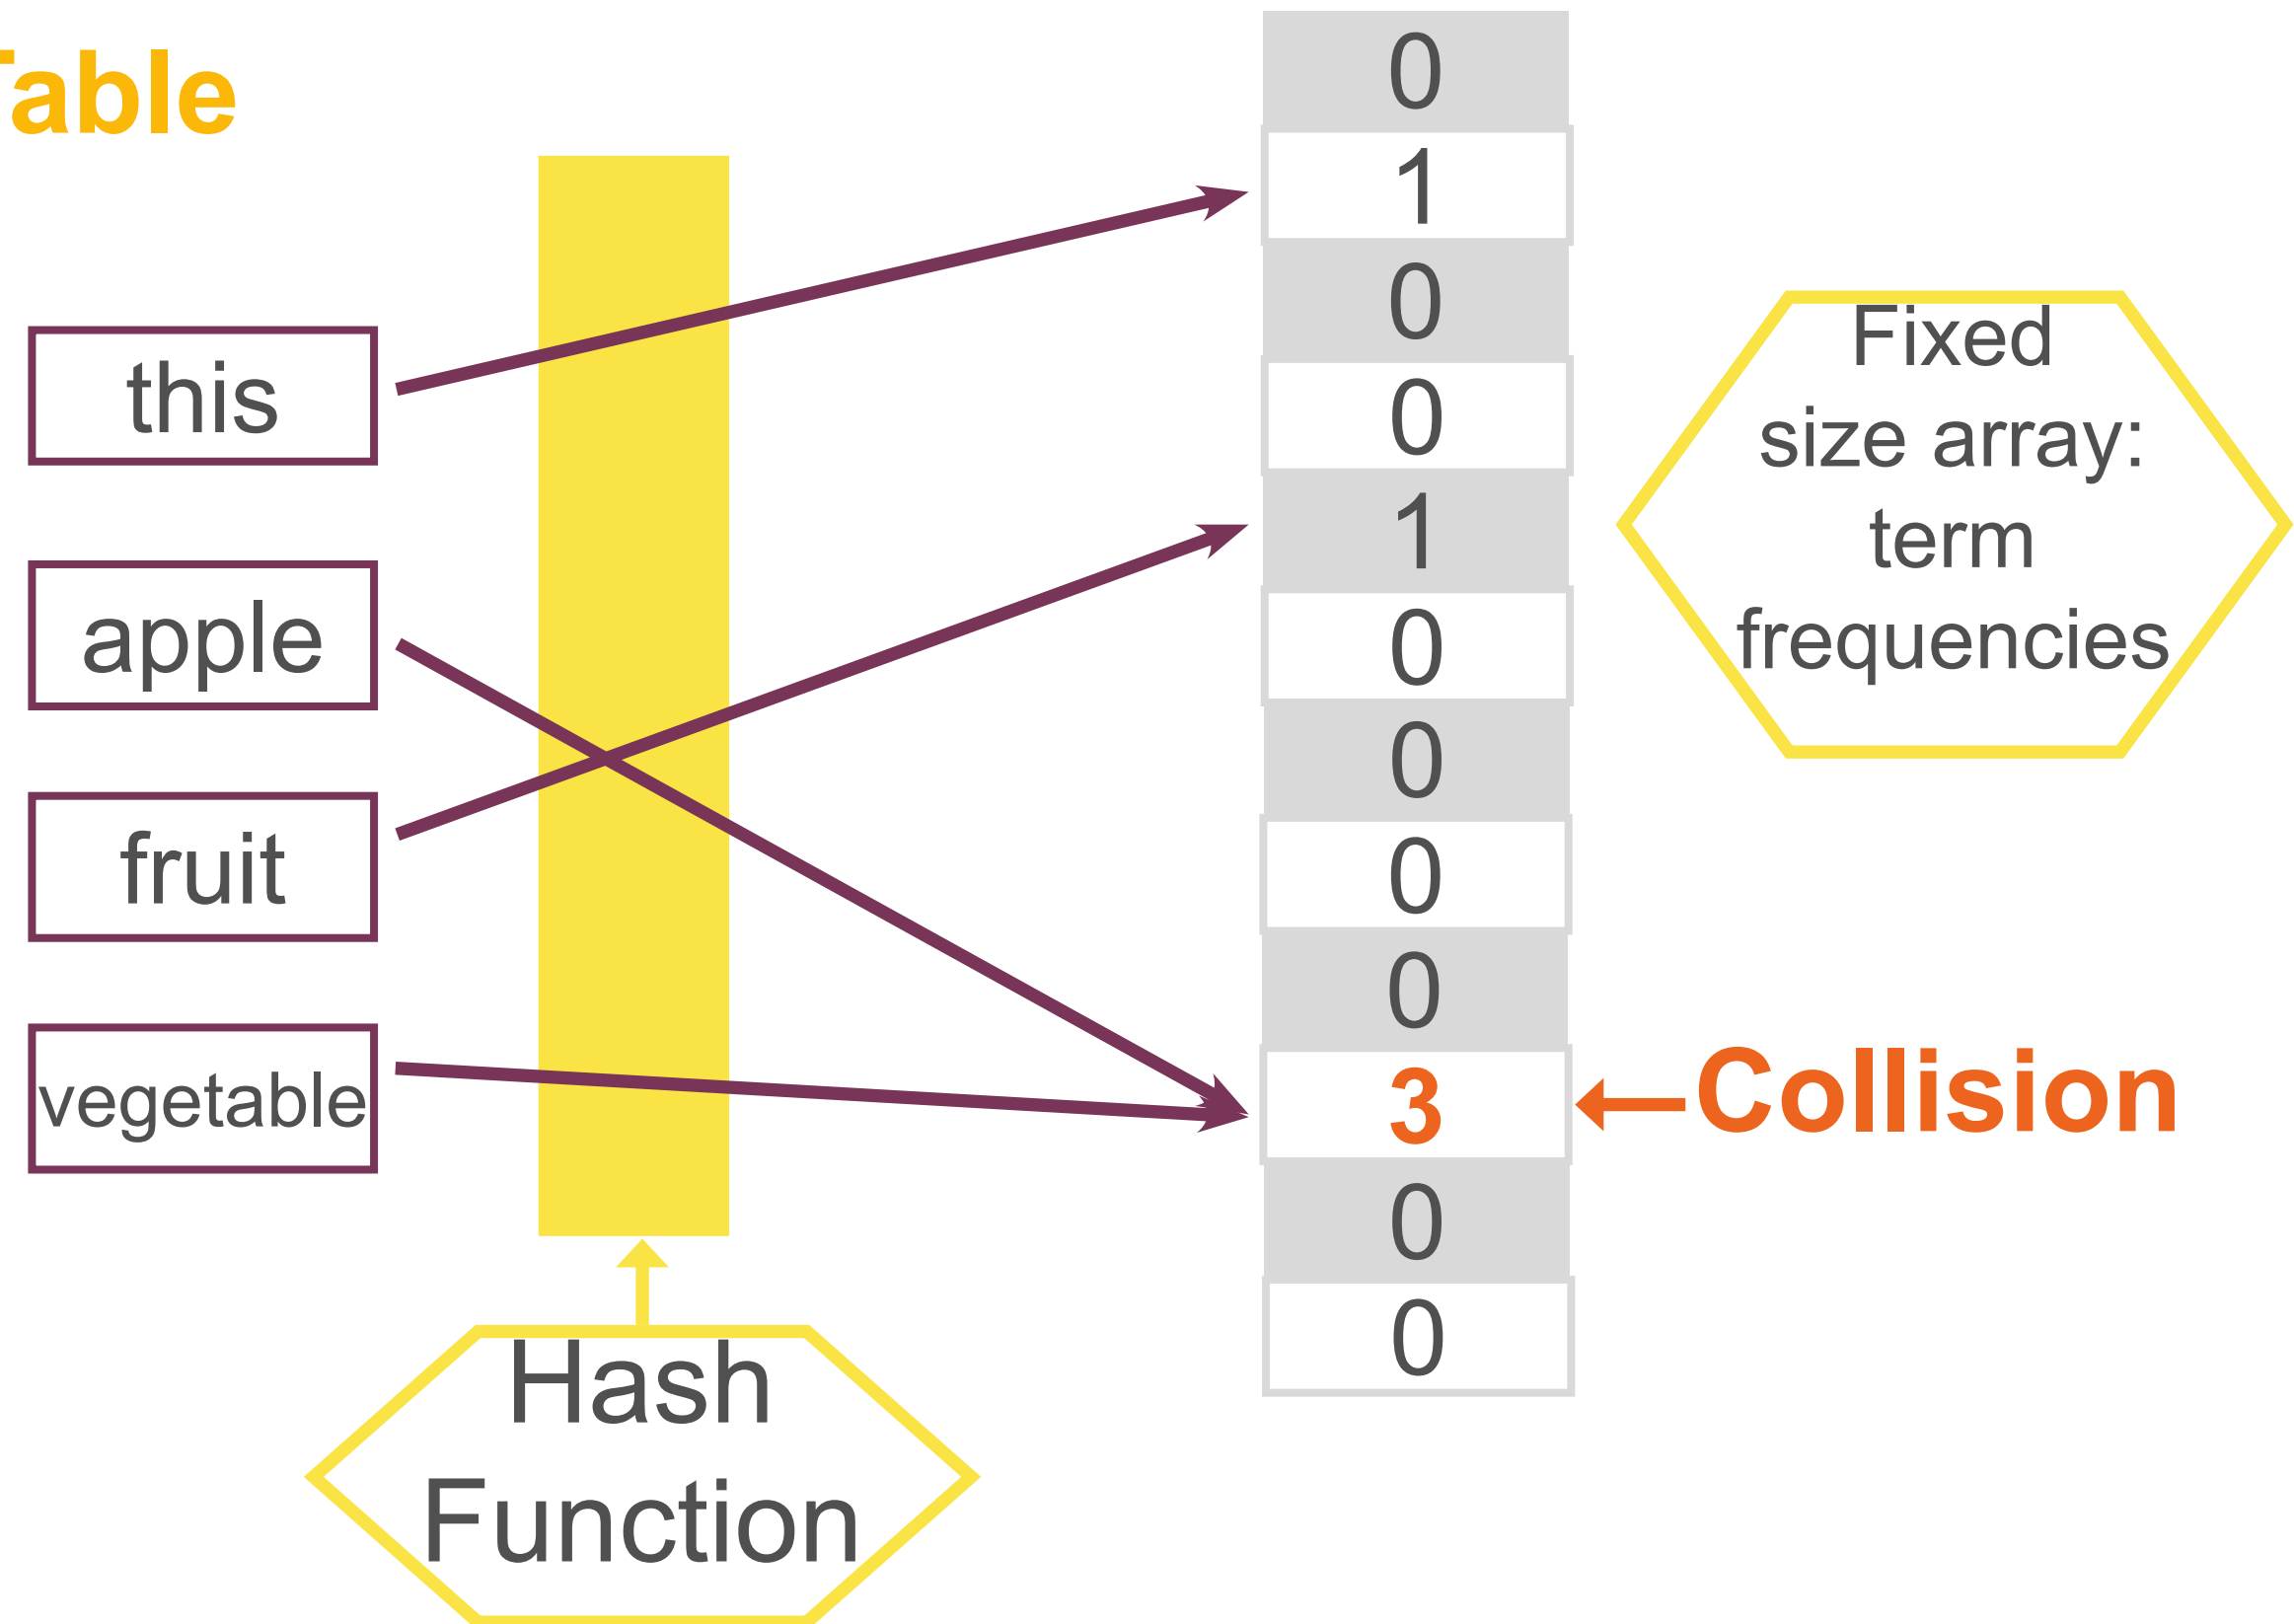 able
this
apple
fruit
vegetable
0
1
0
0
1
0
0
0
0
3
0
0
Fixed
size array:
term
frequencies
Collision
Hash
Function